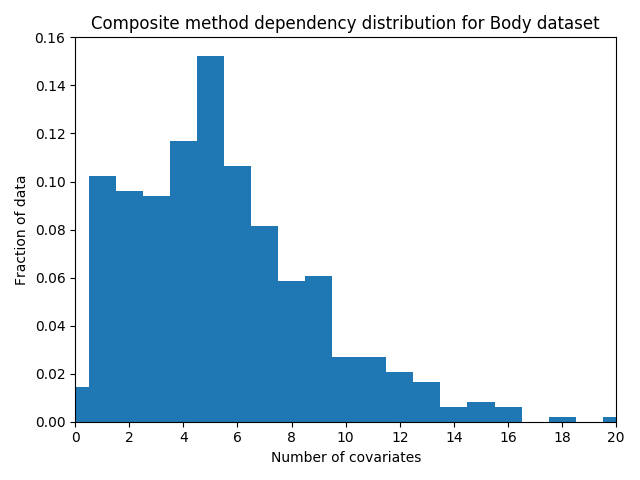 Composite method dependency distribution for Body dataset
0.16
0.14
0.12
0.10
0.08
0.06
0.04
0.02
0.00
Fraction of data
0 2 4 6 8 10 12 14 16 18 20
Number of covariates